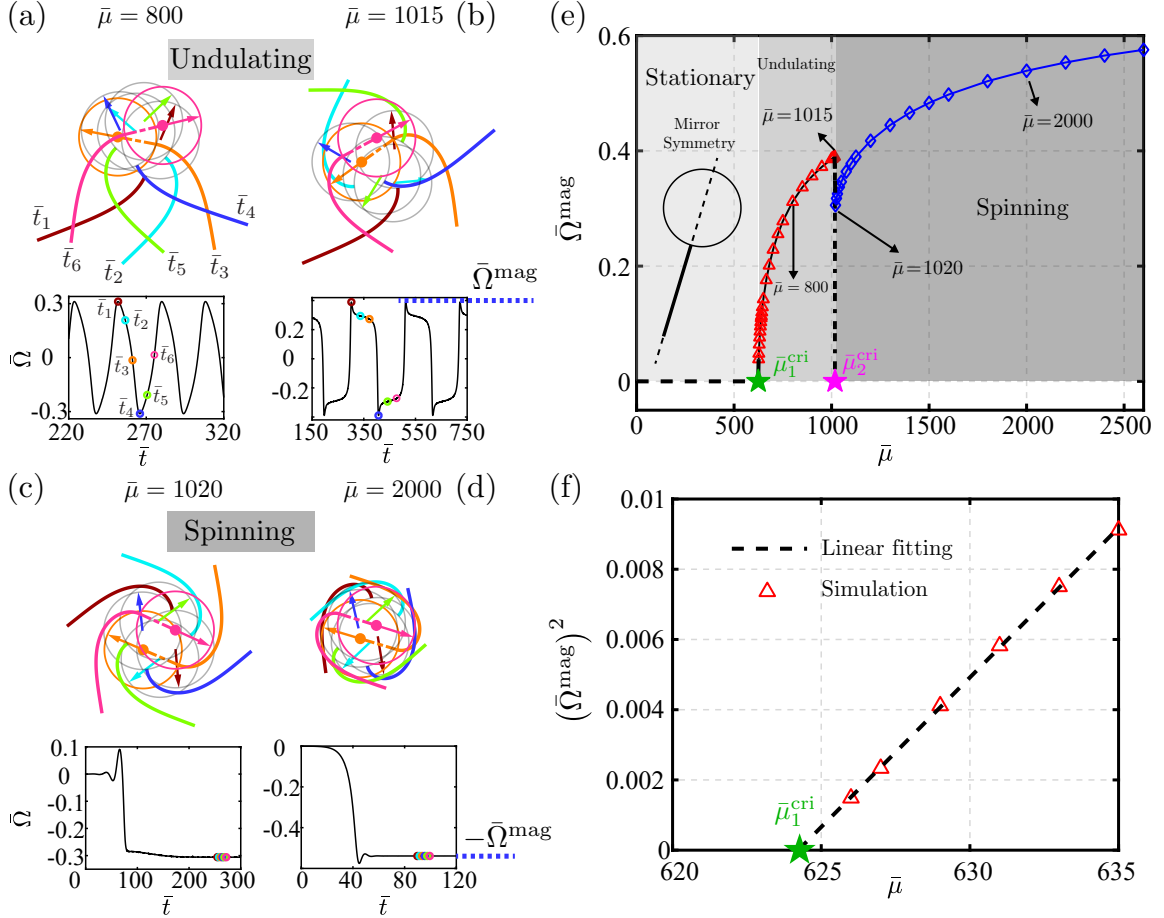 (a)
μ̄ = 800
(b)
μ̄ = 1015
Undulating
t̄₁
t̄₆
t̄₂
t̄₅
t̄₃
t̄₄
Ω̄ᵐᵃᵍ
0.3
0
-0.3
Ω̄
t̄₁
t̄₂
t̄₃
t̄₄
t̄₅
t̄₆
220
270
320
t̄
0.2
0
-0.2
150
350
550
750
t̄
(c)
μ̄ = 1020
μ̄ = 2000
(d)
Spinning
0.1
0
-0.1
-0.2
-0.3
Ω̄
0
100
200
300
t̄
0
-0.2
-0.4
0
40
80
120
t̄
−Ω̄ᵐᵃᵍ
(e)
0.6
0.4
0.2
0
Ω̄ᵐᵃᵍ
Stationary
Undulating
Spinning
Mirror
Symmetry
μ̄=1015
μ̄=2000
μ̄=1020
μ̄= 800
μ̄₁ᶜʳⁱ
μ̄₂ᶜʳⁱ
0
500
1000
1500
2000
2500
μ̄
(f)
0.01
0.008
0.006
0.004
0.002
0
(Ω̄ᵐᵃᵍ)²
Linear fitting
Simulation
μ̄₁ᶜʳⁱ
620
625
630
635
μ̄